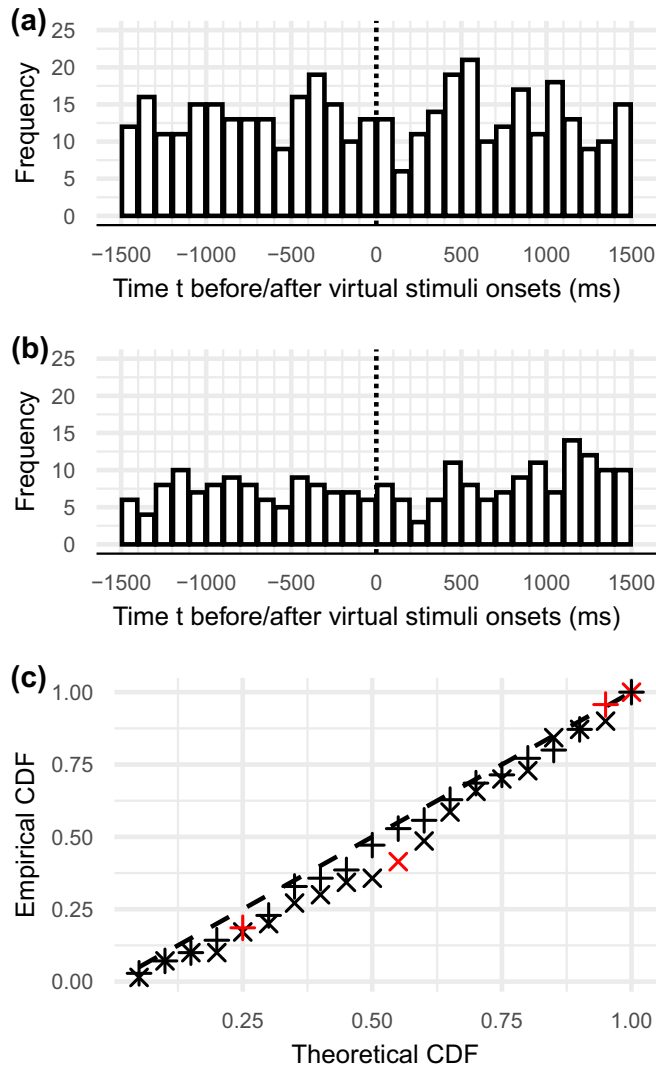 (a)
25
20
15
10
5
0
Frequency
−1500 −1000 −500 0 500 1000 1500
Time t before/after virtual stimuli onsets (ms)
(b)
25
20
15
10
5
0
Frequency
−1500 −1000 −500 0 500 1000 1500
Time t before/after virtual stimuli onsets (ms)
(c)
1.00
0.75
0.50
0.25
0.00
Empirical CDF
0.25 0.50 0.75 1.00
Theoretical CDF